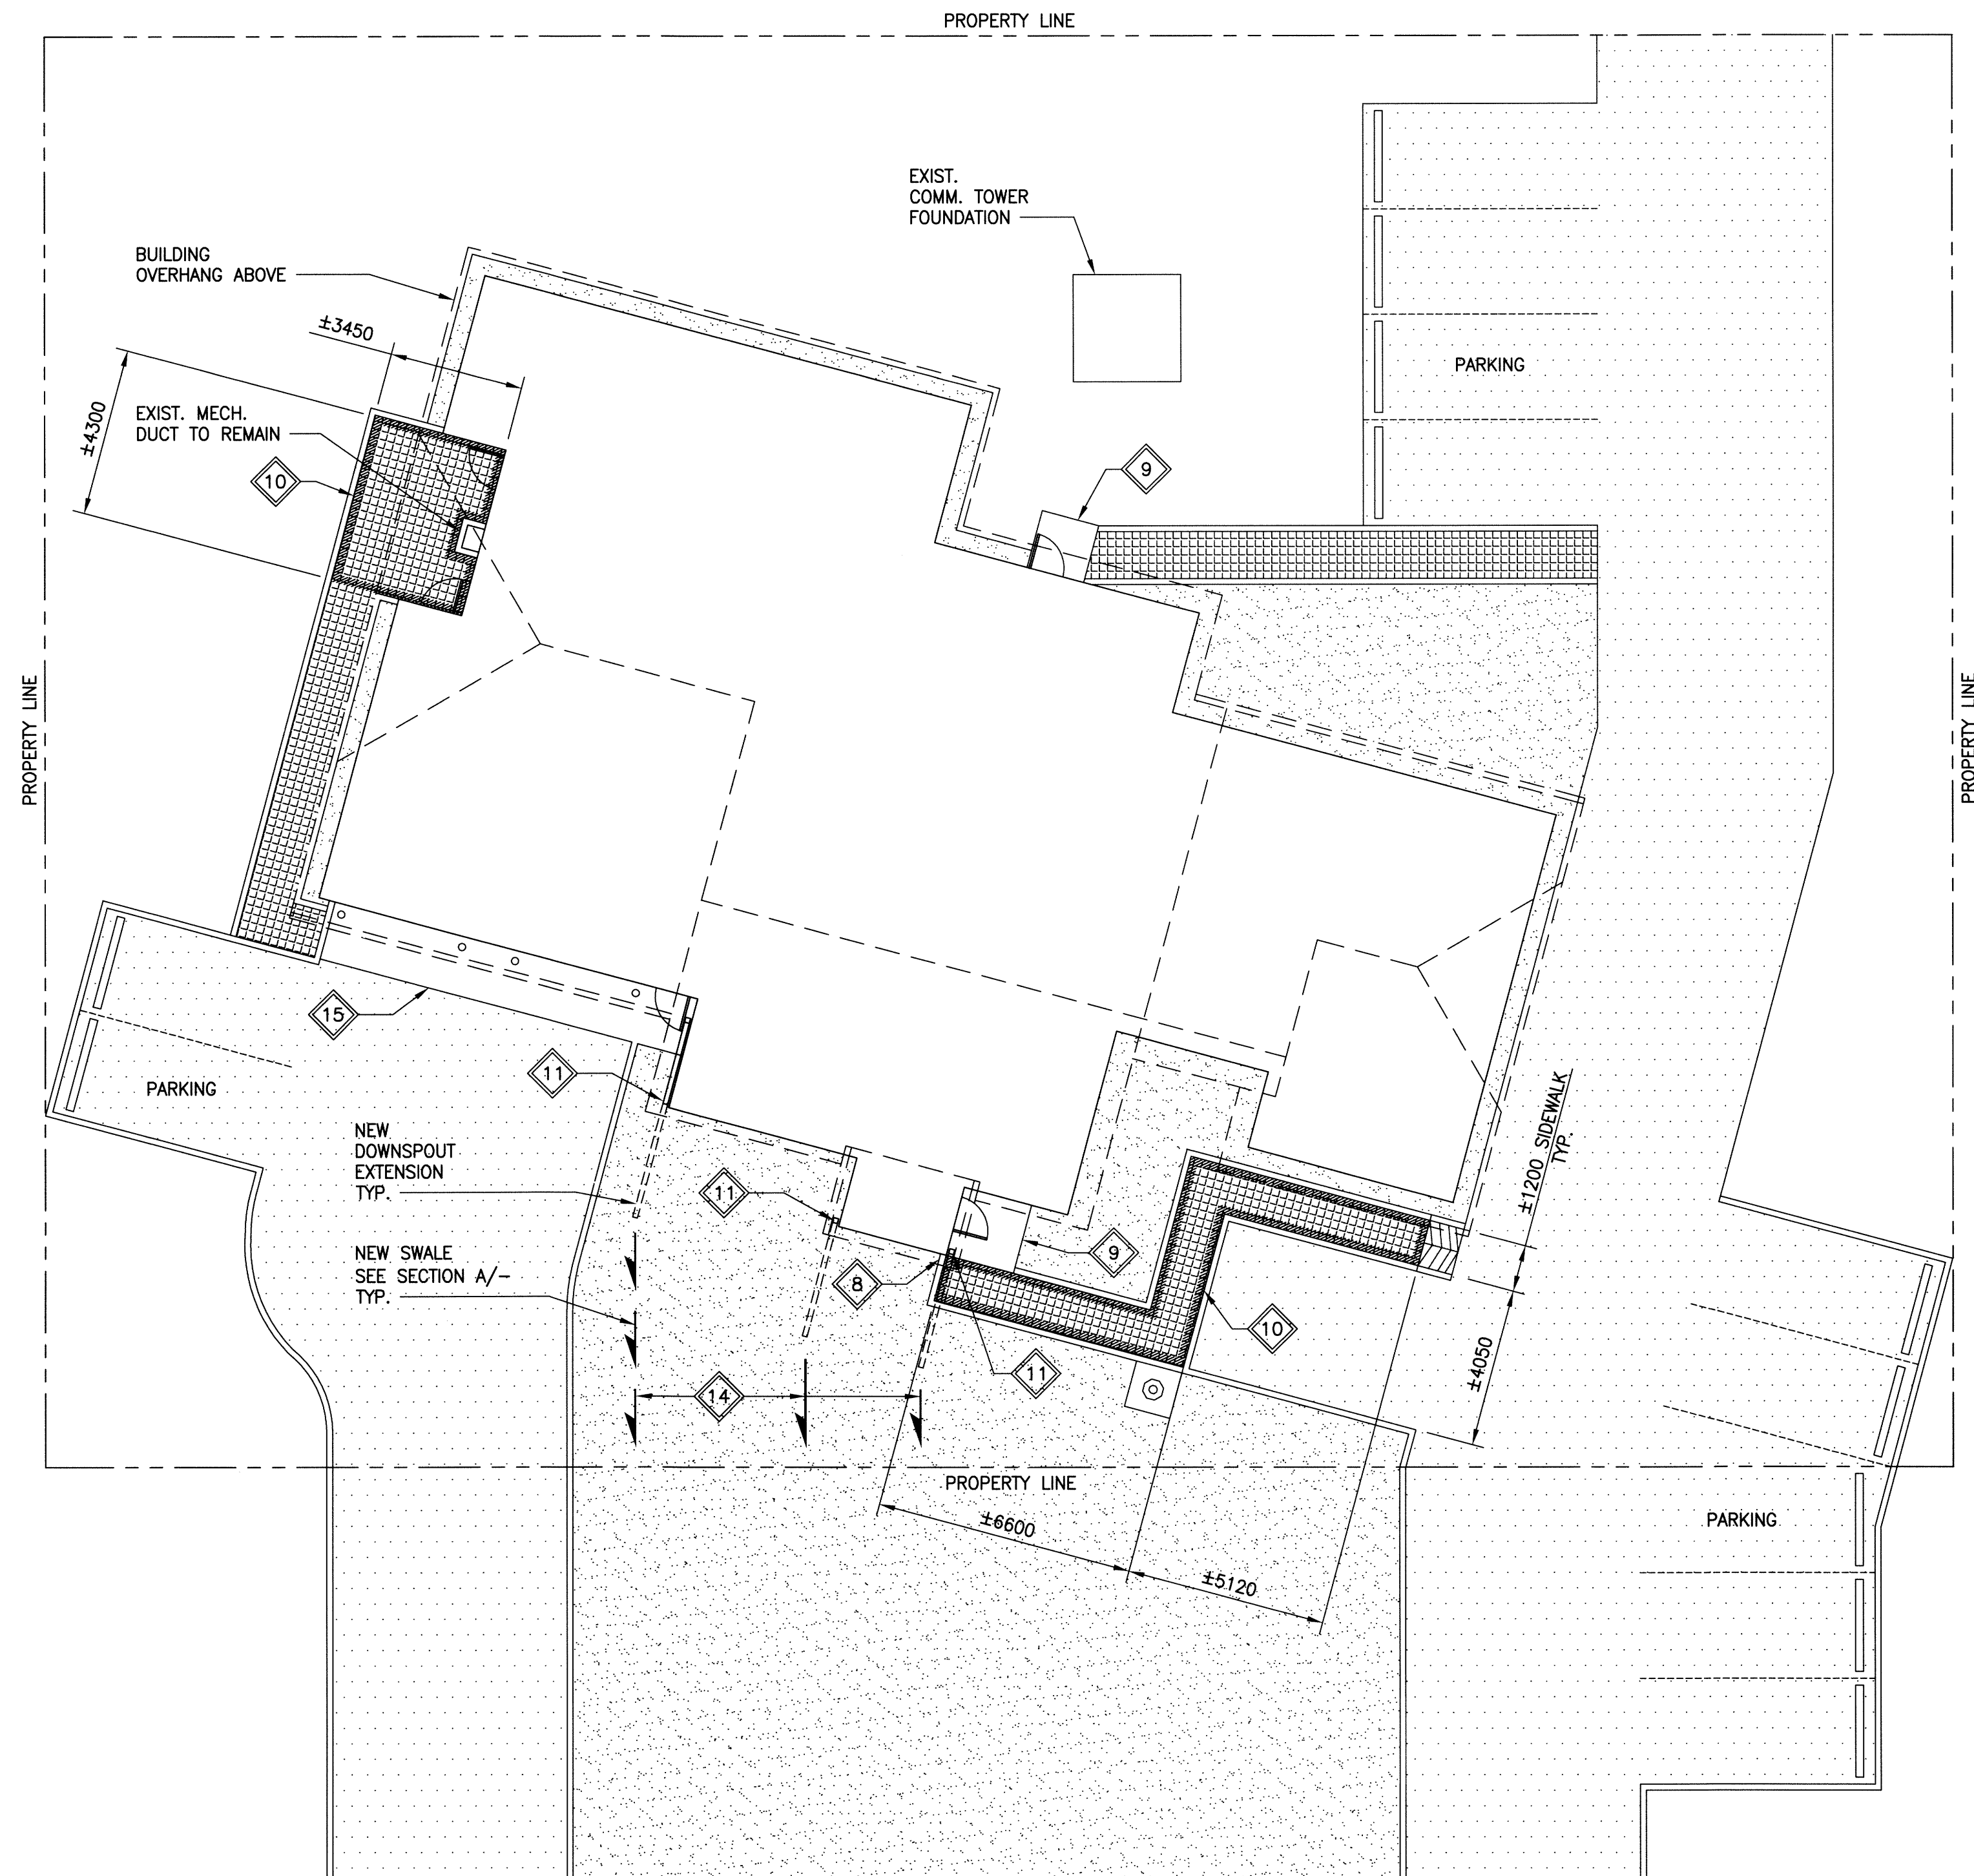 PROPERTY LINE
EXIST.
COMM. TOWER
FOUNDATION
BUILDING
OVERHANG ABOVE
±3450
PARKING
±4300
EXIST. MECH.
DUCT TO REMAIN
10
9
PROPERTY LINE
PROPERTY LINE
15
11
PARKING
±1200 SIDEWALK
TYP.
NEW
DOWNSPOUT
EXTENSION
TYP.
11
NEW SWALE
SEE SECTION A/-
TYP.
9
8
10
11
±4050
14
PROPERTY LINE
±6600
PARKING
±5120